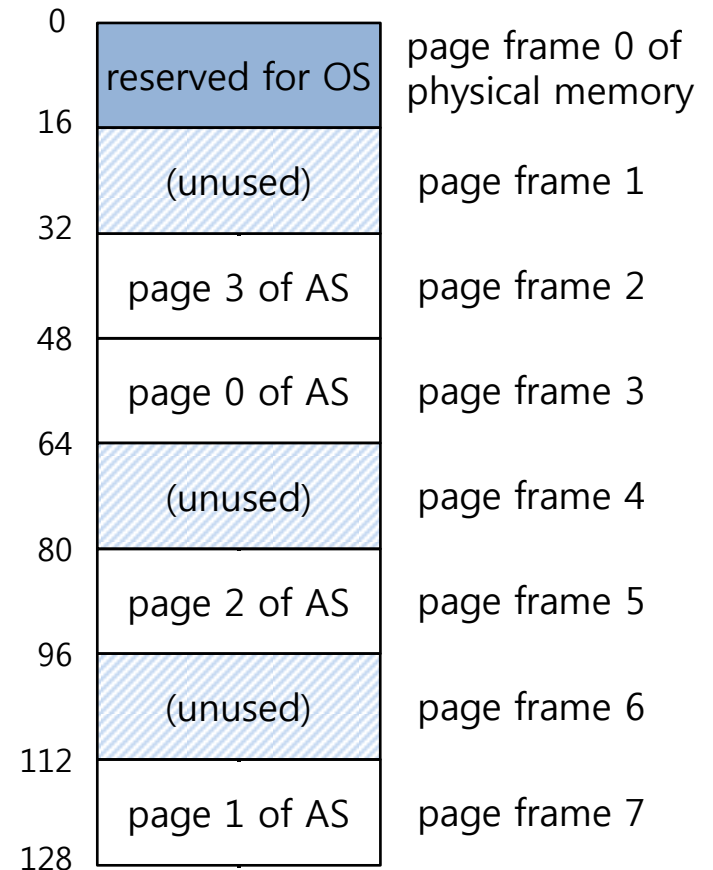 0
reserved for OS
page frame 0 of
physical memory
16
(unused)
page frame 1
32
page 3 of AS
page frame 2
48
page 0 of AS
page frame 3
64
(unused)
page frame 4
80
page 2 of AS
page frame 5
96
(unused)
page frame 6
112
page 1 of AS
page frame 7
128